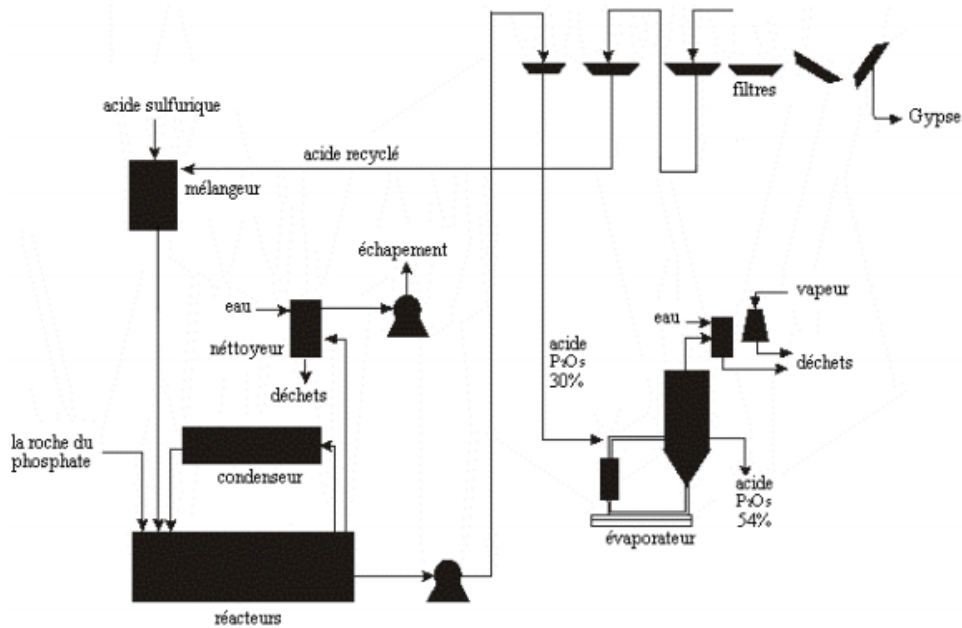 acide sulfurique
acide recyclé
mélangeur
filtres
Gypse
échapement
eau
néttoyeur
déchets
la roche du
phosphate
condenseur
réacteurs
acide
P₂O₅
30%
vapeur
eau
déchets
acide
P₂O₅
54%
évaporateur